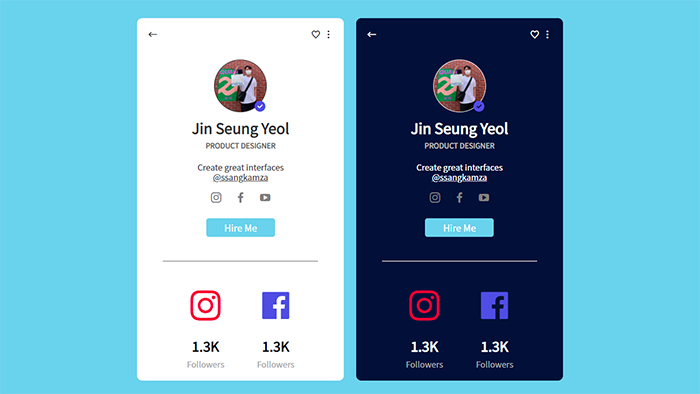 Jin Seung Yeol
PRODUCT DESIGNER
Create great interfaces
@ssangkamza
Hire Me
1.3K 1.3K
Followers Followers
Jin Seung Yeol
PRODUCT DESIGNER
Create great interfaces
@ssangkamza
Hire Me
1.3K 1.3K
Followers Followers